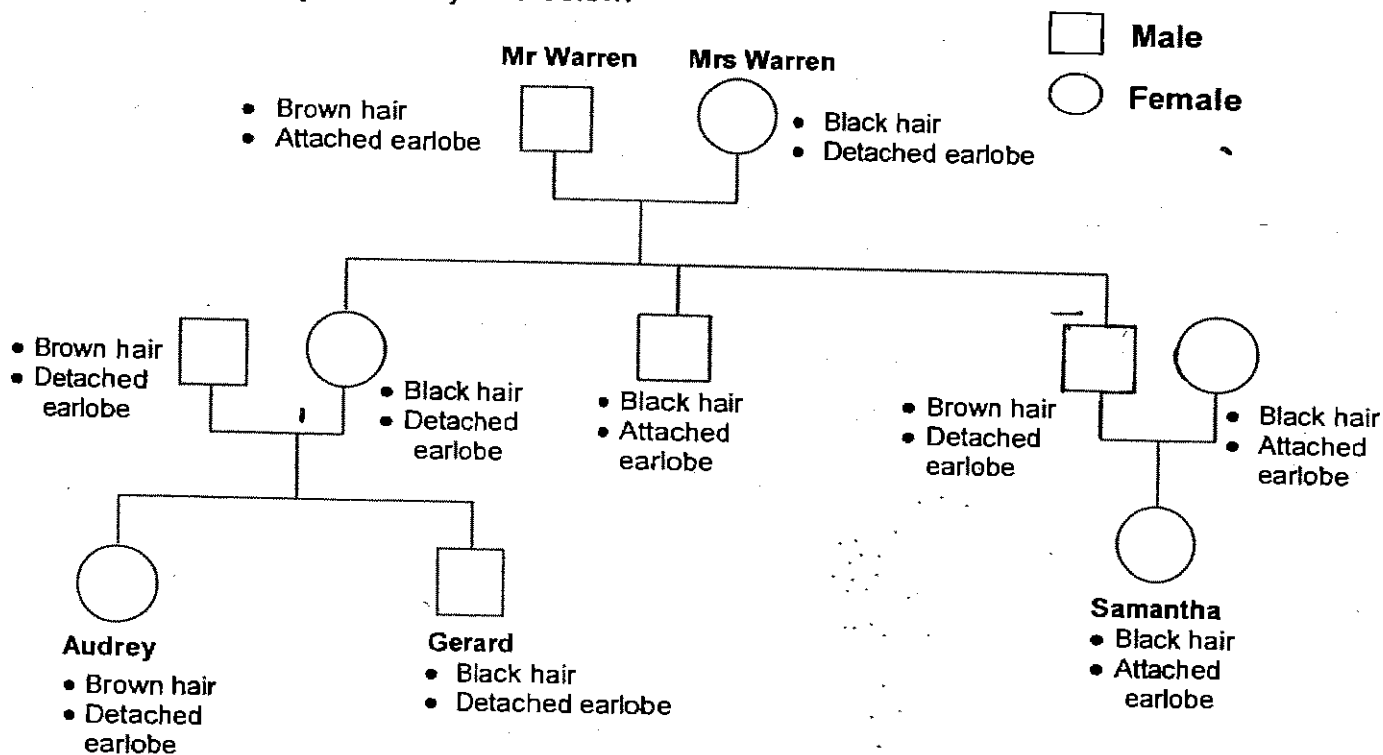 Male
Mr Warren
Mrs Warren
Female
• Brown hair
• Attached earlobe
• Black hair
• Detached earlobe
• Brown hair
• Detached
earlobe
• Black hair
• Detached
earlobe
• Black hair
• Attached
earlobe
• Brown hair
• Detached
earlobe
• Black hair
• Attached
earlobe
Audrey
• Brown hair
• Detached
earlobe
Gerard
• Black hair
• Detached earlobe
Samantha
• Black hair
• Attached
earlobe